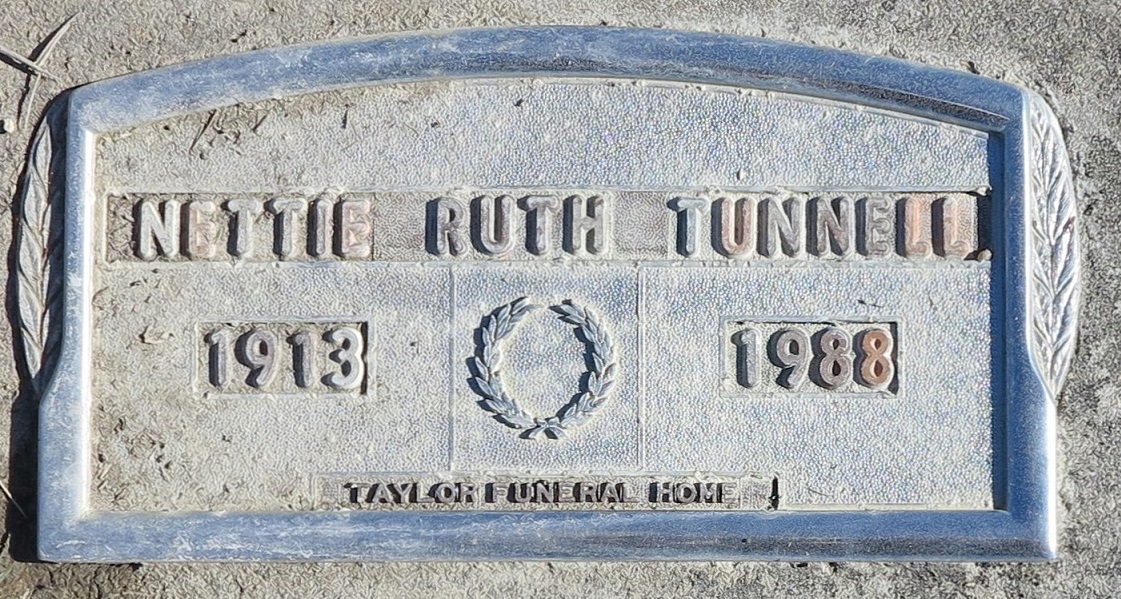 NETTIE RUTH TUNNELL
1913 1988
TAYLOR FUNERAL HOME